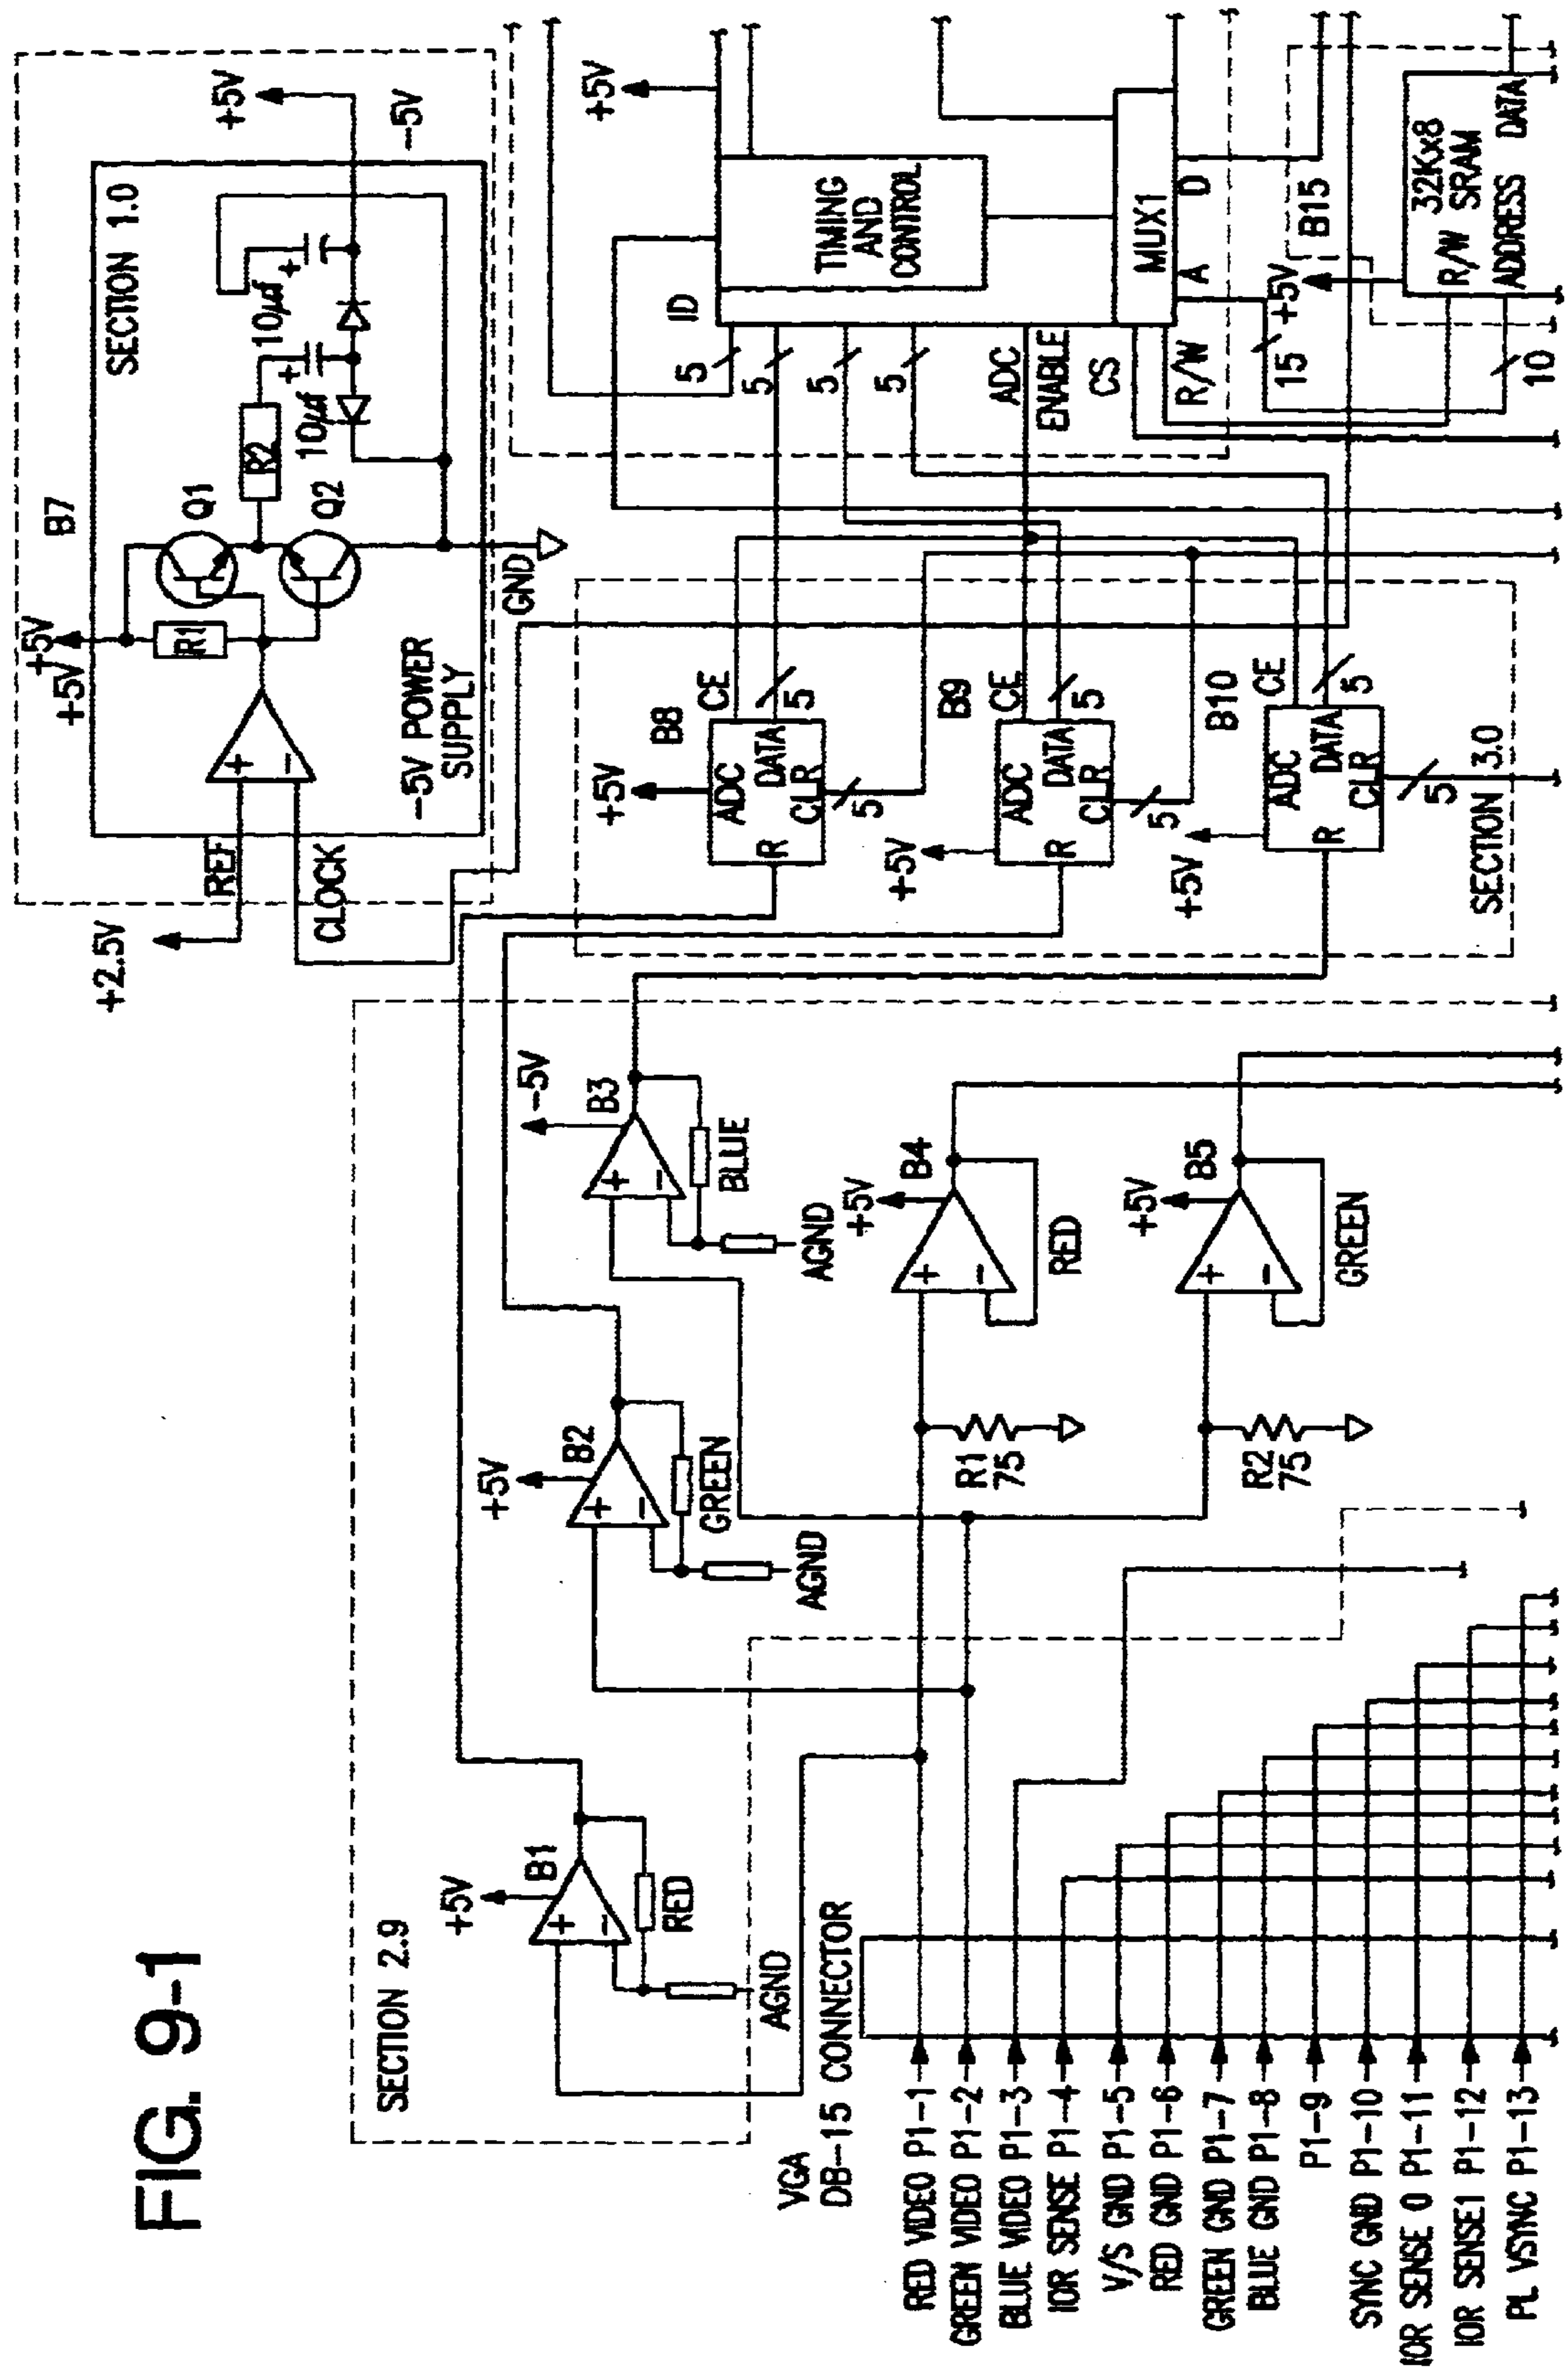 FIG. 9-1
SECTION 2.9
+5V
B1
+
−
RED
AGND
+5V
B2
+
−
GREEN
AGND
−5V
B3
+
−
BLUE
AGND
+5V
B4
+
−
RED
R1
75
+5V
B5
+
−
GREEN
R2
75
VGA
DB-15 CONNECTOR
RED VIDEO P1-1
GREEN VIDEO P1-2
BLUE VIDEO P1-3
IOR SENSE P1-4
V/S GND P1-5
RED GND P1-6
GREEN GND P1-7
BLUE GND P1-8
P1-9
SYNC GND P1-10
IOR SENSE 0 P1-11
IOR SENSE1 P1-12
PL VSYNC P1-13
+2.5V
REF
CLOCK
+5V
+5V
B7
SECTION 1.0
+
−
R1
Q1
Q2
R2
10µf
+
10µf
+
+5V
−5V
−5V POWER
SUPPLY
GND
B8
+5V
ADC
R
DATA
CLR
CE
5
5
B9
+5V
ADC
R
DATA
CLR
CE
5
5
B10
+5V
ADC
R
DATA
CLR
CE
5
5
SECTION 3.0
+5V
TIMING
AND
CONTROL
ID
5
5
5
5
ADC
ENABLE
CS
R/W
MUX1
A
D
15
B15
+5V
32Kx8
R/W SRAM
ADDRESS DATA
10